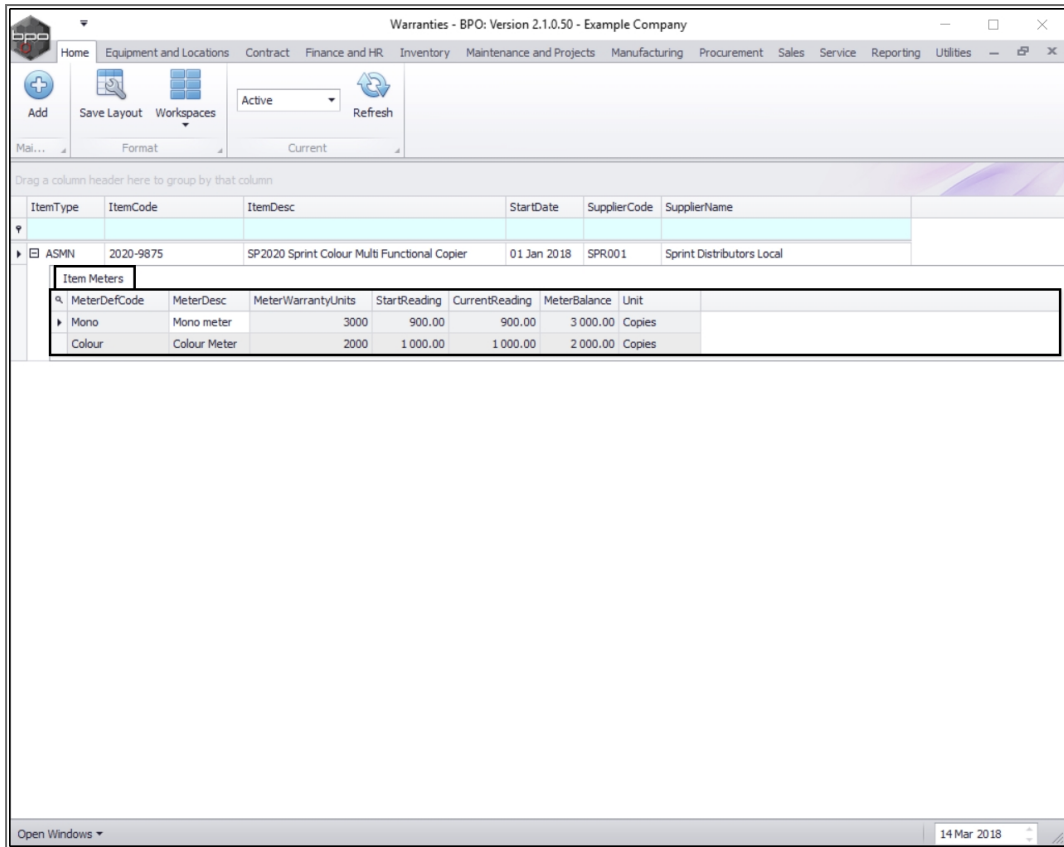 bpo
Warranties - BPO: Version 2.1.0.50 - Example Company
Home Equipment and Locations Contract Finance and HR Inventory Maintenance and Projects Manufacturing Procurement Sales Service Reporting Utilities
Active
Add Save Layout Workspaces Refresh
Mai... Format Current
Drag a column header here to group by that column
ItemType ItemCode ItemDesc StartDate SupplierCode SupplierName
ASMN 2020-9875 SP2020 Sprint Colour Multi Functional Copier 01 Jan 2018 SPR001 Sprint Distributors Local
Item Meters
MeterDefCode MeterDesc MeterWarrantyUnits StartReading CurrentReading MeterBalance Unit
Mono Mono meter 3000 900.00 900.00 3 000.00 Copies
Colour Colour Meter 2000 1 000.00 1 000.00 2 000.00 Copies
Open Windows 14 Mar 2018